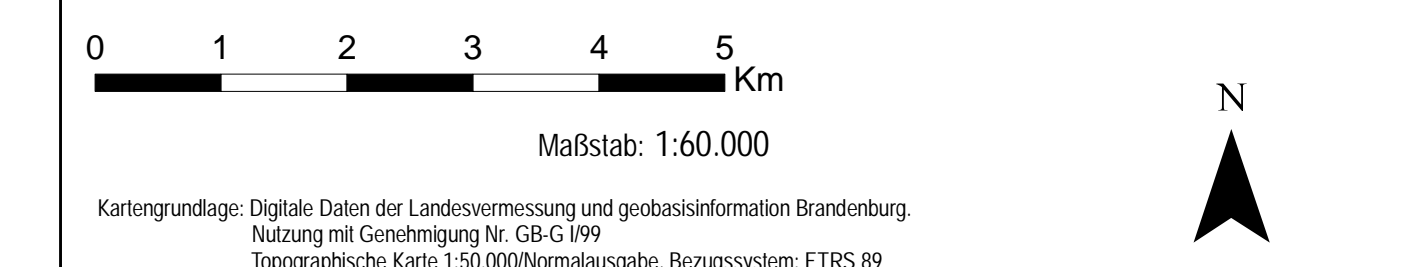 0 1 2 3 4 5
Km
N
Maßstab: 1:60.000
Kartengrundlage: Digitale Daten der Landesvermessung und geobasisinformation Brandenburg.
Nutzung mit Genehmigung Nr. GB-G I/99
Topographische Karte 1:50.000/Normalausgabe, Bezugssystem: ETRS 89